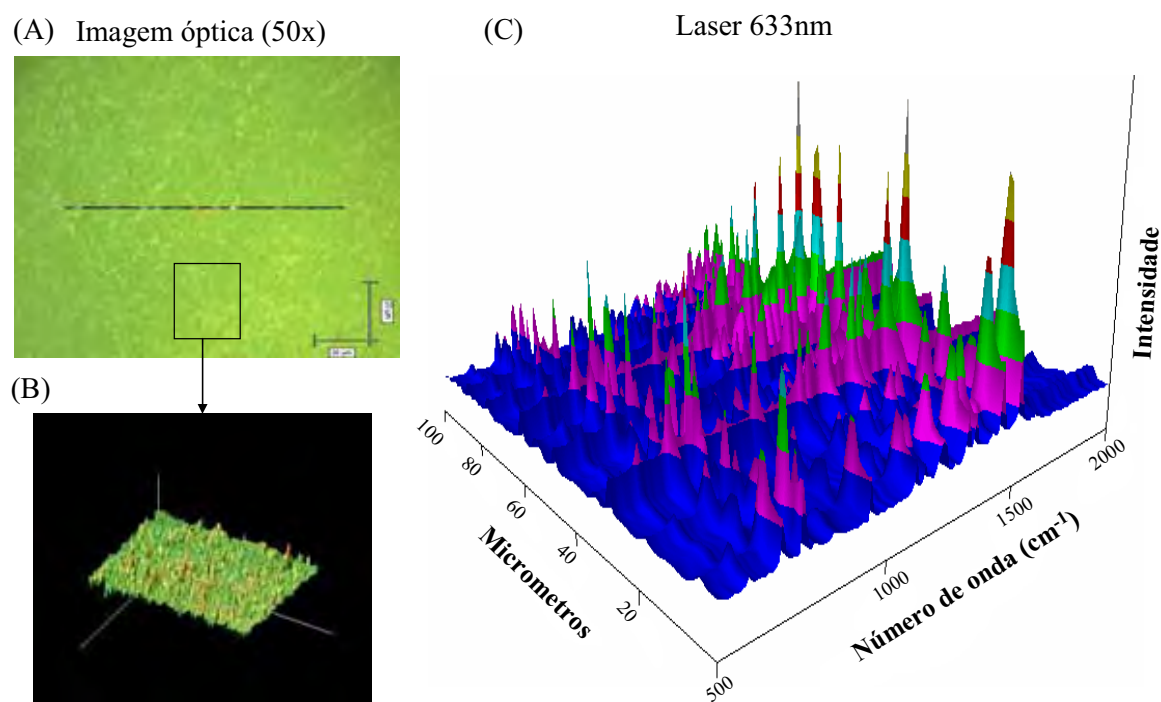 (A) Imagem óptica (50x)
(B)
(C) Laser 633nm
Intensidade
100
80
60
40
20
Micrometros
500
1000
1500
2000
Número de onda (cm⁻¹)